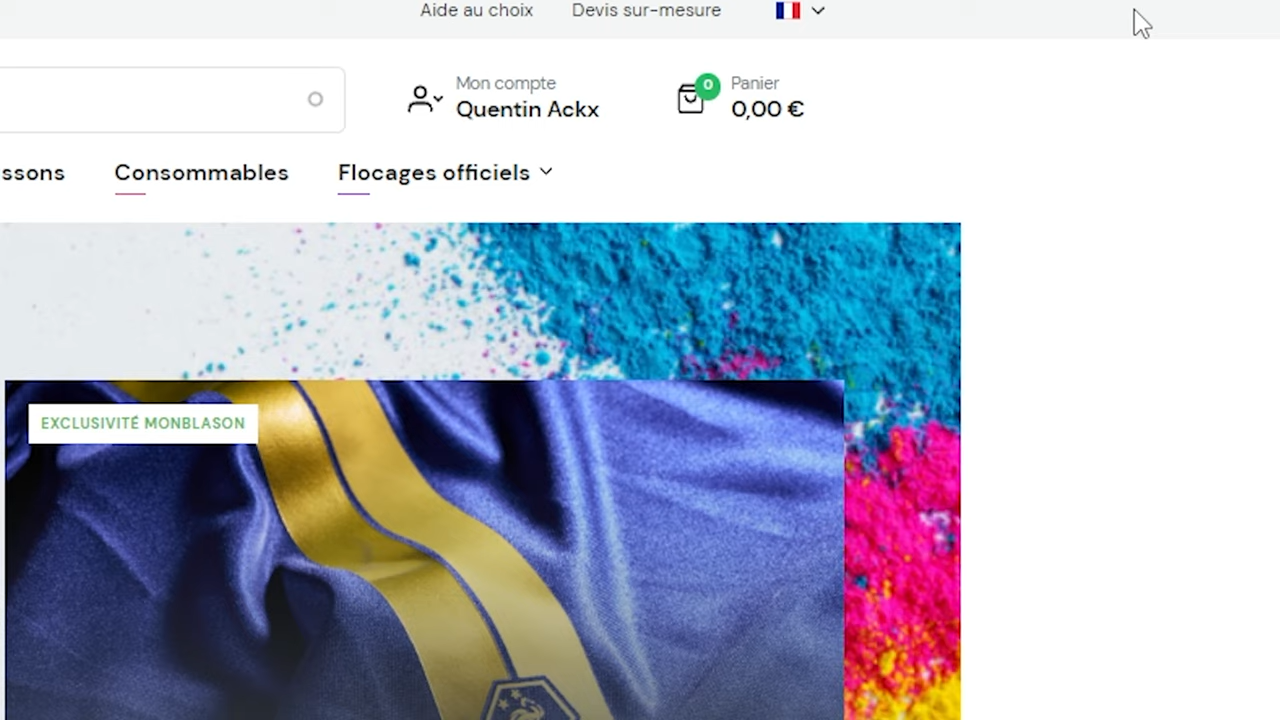 Aide au choix Devis sur-mesure
Mon compte
Quentin Ackx
0
Panier
0,00 €
ssons Consommables Flocages officiels
EXCLUSIVITÉ MONBLASON